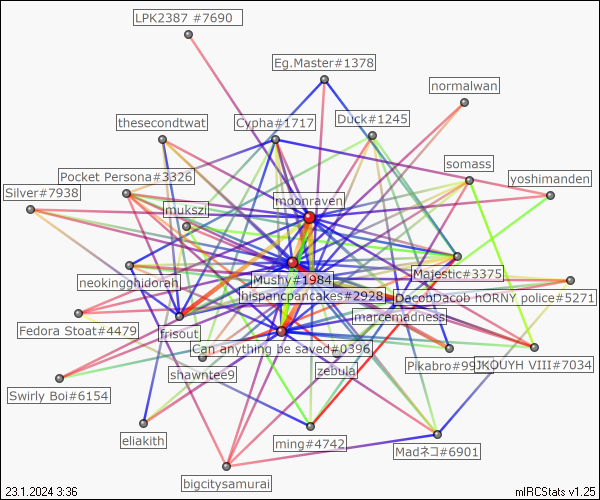 LPK2387 #7690
Eg.Master#1378
normalwan
thesecondtwat
Cypha#1717
Duck#1245
somass
Pocket Persona#3326
yoshimanden
Silver#7938
mukszi
moonraven
neokingghidorah
Mushy#1984
Majestic#3375
hispancpancakes#2928
DacobDacob hORNY police#5271
marcemadness
Fedora Stoat#4479
frisout
Can anything be saved#0396
shawntee9
zebula
Pikabro#99
JKOUYH VIII#7034
Swirly Boi#6154
eliakith
ming#4742
Madネコ#6901
bigcitysamurai
23.1.2024 3:36
mIRCStats v1.25